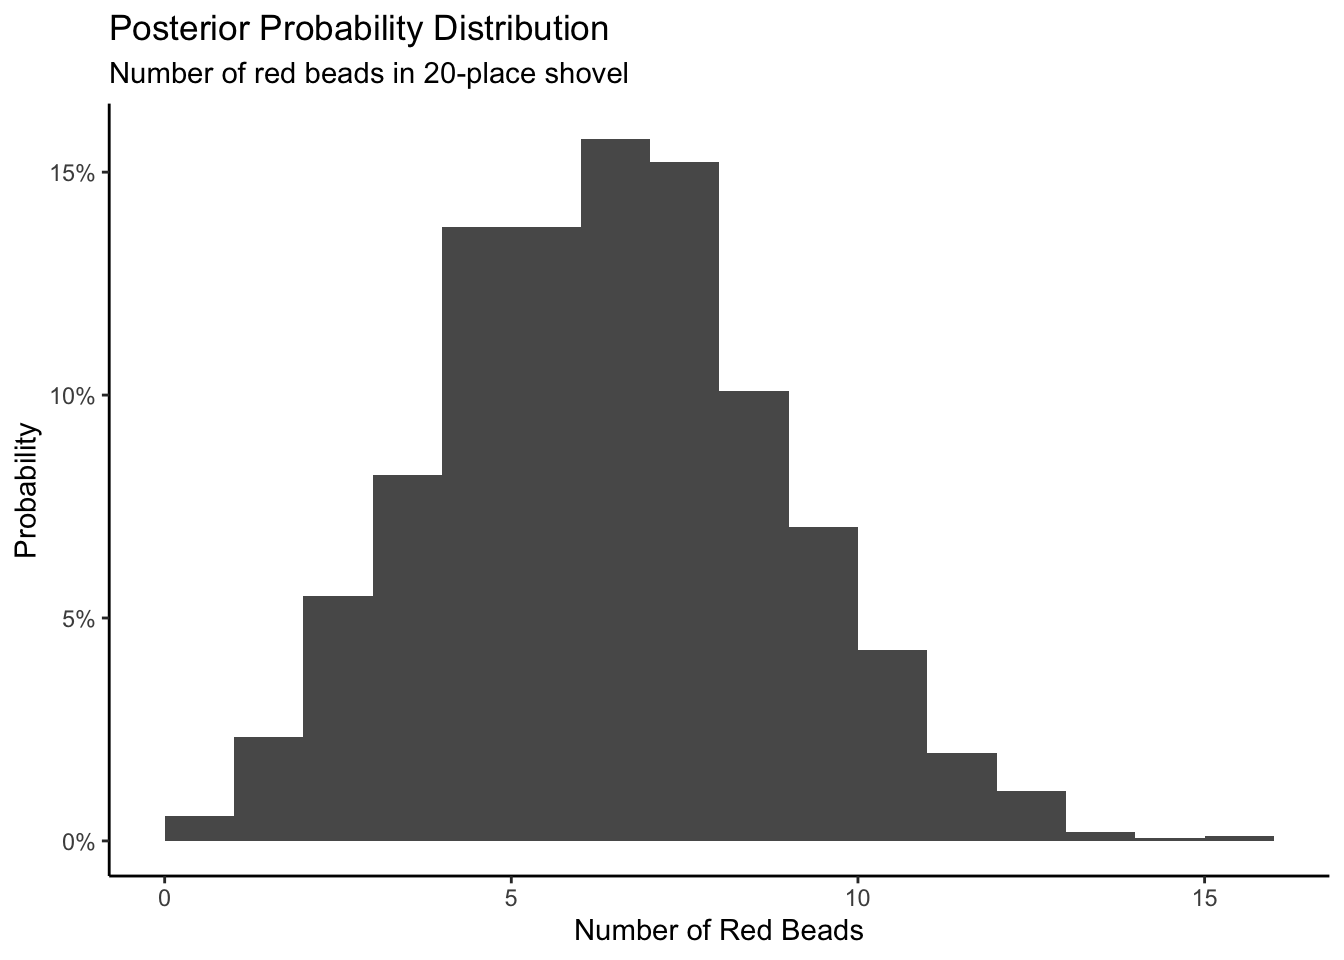 Posterior Probability Distribution
Number of red beads in 20-place shovel
Probability
15%
10%
5%
0%
0
5
10
15
Number of Red Beads